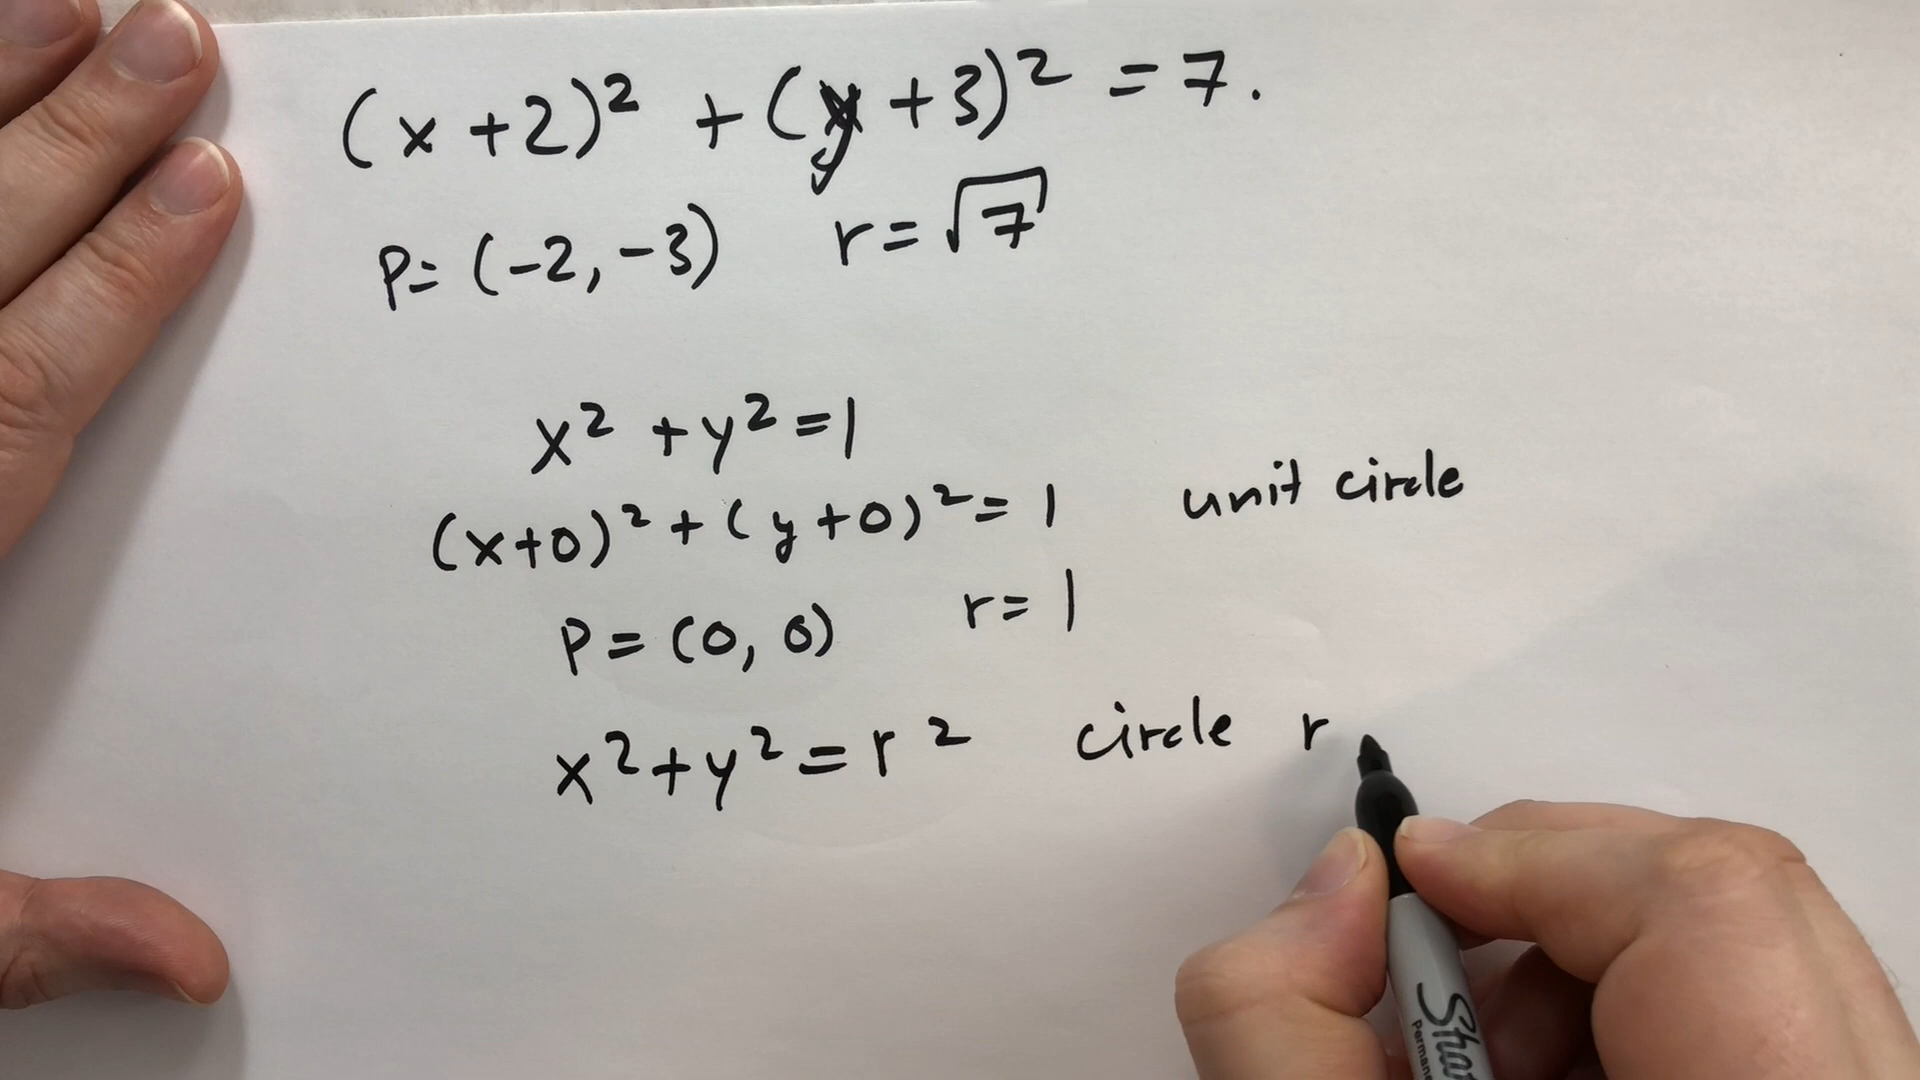 (x+2)² + (y+3)² = 7.
P= (-2, -3) r = √7
x² + y² = 1
(x+0)² + (y+0)² = 1 unit circle
P = (0, 0) r = 1
x² + y² = r² circle r